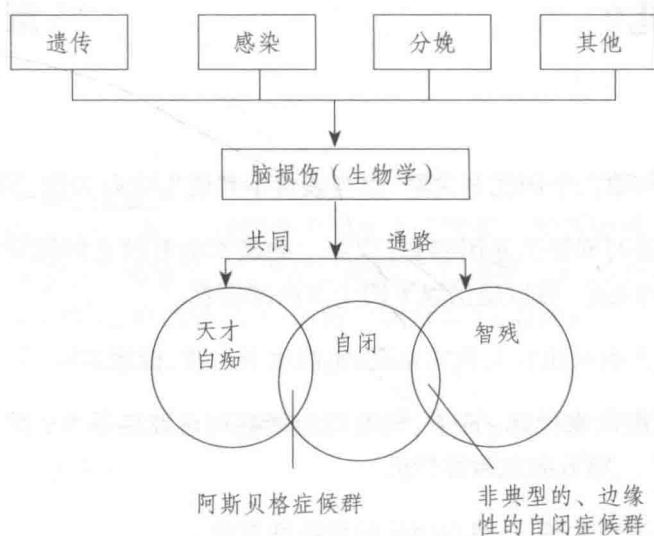 遗传
感染
分娩
其他
脑损伤（生物学）
共同
通路
天才
白痴
自闭
智残
阿斯贝格症候群
非典型的、边缘
性的自闭症候群